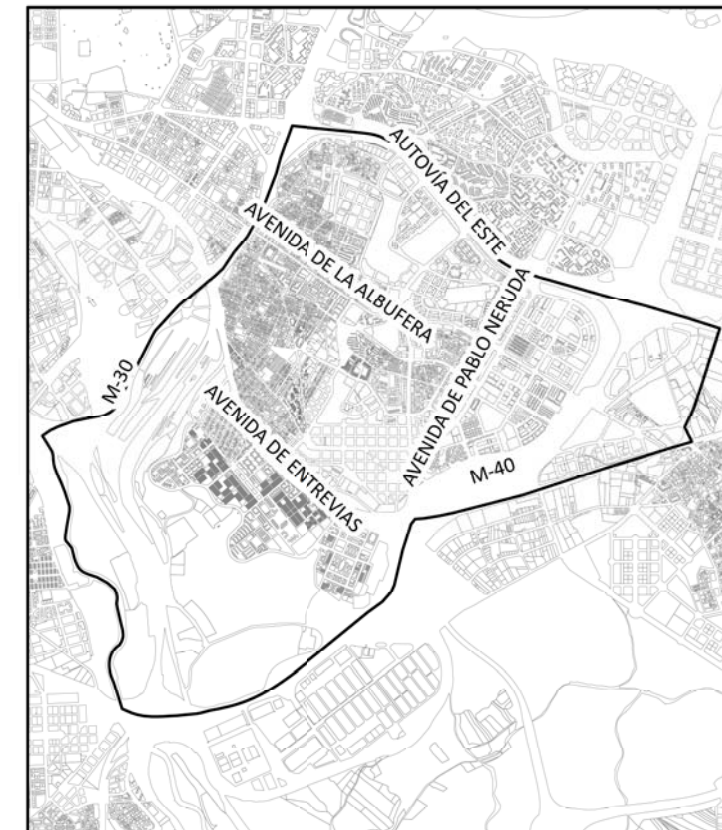 AUTOVÍA DEL ESTE
AVENIDA DE LA ALBUFERA
AVENIDA DE PABLO NERUDA
M-30
AVENIDA DE ENTREVIAS
M-40